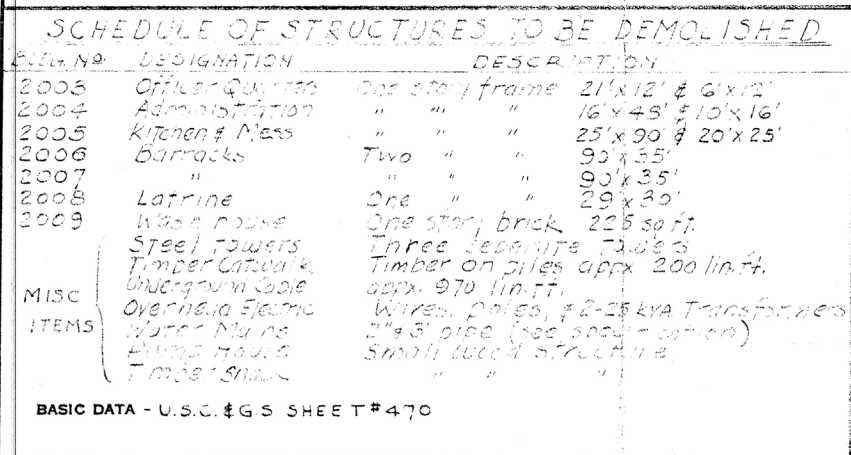 SCHEDULE OF STRUCTURES TO BE DEMOLISHED
BLDG. NO. DESIGNATION DESCRIPTION
2003 Officer Quarters One story frame 21'x12' & 6'x12'
2004 Administration " " " 16'x48' & 10'x16'
2005 Kitchen & Mess " " " 25'x90' & 20'x25'
2006 Barracks Two " " 90'x35'
2007 " " " " 90'x35'
2008 Latrine One " " 29'x30'
2009 Wash house One story brick 225 sq ft.
MISC ITEMS
Steel Towers Three seperate Towers
Timber Catwalk Timber on piles appx 200 lin.ft.
Underground Cable appx. 970 lin.ft.
Overhead Electric Wires, poles, & 2-25 KVA Transformers
Water Mains 2" & 3" pipe (see specification)
Pump House Small wood structure
Timber Shack " " "
BASIC DATA - U.S.C. & G.S SHEET #470